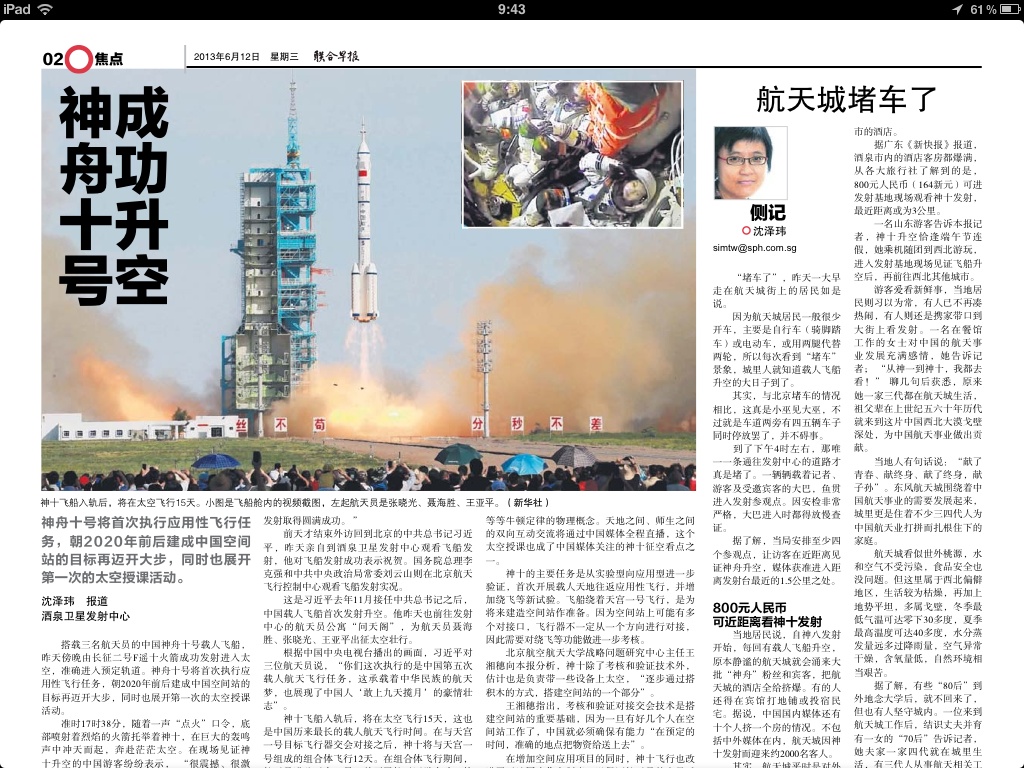 iPad
9:43
61%
02 焦点
2013年6月12日 星期三 联合早报
神舟十号
成功升空
丝 不 苟
分 秒 不 差
神十飞船入轨后,将在太空飞行15天。小图是飞船舱内的视频截图,左起航天员是张晓光、聂海胜、王亚平。(新华社)
神舟十号将首次执行应用性飞行任
务,朝2020年前后建成中国空间
站的目标再迈开大步,同时也展开
第一次的太空授课活动。
沈泽玮 报道
酒泉卫星发射中心
搭载三名航天员的中国神舟十号载人飞船,
昨天傍晚由长征二号F遥十火箭成功发射进入太
空,准确进入预定轨道。神舟十号将首次执行应
用性飞行任务,朝2020年前后建成中国空间站的
目标再迈开大步,同时也展开第一次的太空授课
活动。
准时17时38分,随着一声“点火”口令,底
部喷射着烈焰的火箭托举着神十,在巨大的轰鸣
声中冲天而起,奔赴茫茫太空。在现场见证神
十升空的中国游客纷纷表示,“很震撼、很激
发射取得圆满成功。”
前天才结束外访回到北京的中共总书记习近
平,昨天亲自到酒泉卫星发射中心观看飞船发
射,他对飞船发射成功表示祝贺。国务院总理李
克强和中共中央政治局常委刘云山则在北京航天
飞行控制中心观看飞船发射实况。
这是习近平去年11月接任中共总书记之后,
中国载人飞船首次发射升空。他昨天也前往发射
中心的航天员公寓“问天阁”,为航天员聂海
胜、张晓光、王亚平出征太空壮行。
根据中国中央电视台播出的画面,习近平对
三位航天员说,“你们这次执行的是中国第五次
载人航天飞行任务,这承载着中华民族的航天
梦,也展现了中国人‘敢上九天揽月’的豪情壮
志”。
神十飞船入轨后,将在太空飞行15天,这也
是中国历来最长的载人航天飞行时间。在与天宫
一号目标飞行器交会对接之后,神十将与天宫一
号组成的组合体飞行12天。在组合体飞行期间,
等等牛顿定律的物理概念。天地之间、师生之间
的双向互动交流将通过中国媒体全程直播,这个
太空授课也成了中国媒体关注的神十征空看点之
一。
神十的主要任务是从实验型向应用型进一步
验证,首次开展载人天地往返应用性飞行,并增
加绕飞等新试验。飞船绕着天宫一号飞行,是为
将来建造空间站作准备。因为空间站上可能有多
个对接口,飞行器不一定从一个方向进行对接,
因此需要对绕飞等功能做进一步考核。
北京航空航天大学战略问题研究中心主任王
湘穗向本报分析,神十除了考核和验证技术外,
估计也是负责带一些设备上太空,“逐步通过搭
积木的方式,搭建空间站的一个部分”。
王湘穗指出,考核和验证对接交会技术是搭
建空间站的重要基础,因为一旦有好几个人在空
间站工作了,中国就必须确保有能力“在预定的
时间,准确的地点把物资给送上去”。
在增加空间应用项目的同时,神十飞行也改
航天城堵车了
侧记
沈泽玮
simtw@sph.com.sg
“堵车了”,昨天一大早
走在航天城街上的居民如是
说。
因为航天城居民一般很少
开车,主要是自行车(骑脚踏
车)或电动车,或用两腿代替
两轮,所以每次看到“堵车”
景象,城里人就知道载人飞船
升空的大日子到了。
其实,与北京堵车的情况
相比,这真是小巫见大巫,不
过就是车道两旁有四五辆车子
同时停放罢了,并不碍事。
到了下午4时左右,那唯
一一条通往发射中心的道路才
真是堵了。一辆辆载着记者、
游客及受邀宾客的大巴,鱼贯
进入发射参观点。因安检非常
严格,大巴进入时都得放慢查
证。
据了解,当局安排至少四
个参观点,让访客在近距离见
证神舟升空,媒体获准进入距
离发射台最近的1.5公里之处。
800元人民币
可近距离看神十发射
当地居民说,自神八发射
开始,每回有载人飞船升空,
原本静谧的航天城就会涌来大
批“神舟”粉丝和宾客,把航
天城的酒店全给挤爆。有的人
还得在宾馆打地铺或投宿民
宅。据说,中国国内媒体还有
十个人挤一个房的情况。不包
括中外媒体在内,航天城因神
十发射而迎来约2000名客人。
其实,航天城平时是对外
市的酒店。
据广东《新快报》报道,
酒泉市内的酒店客房都爆满,
从各大旅行社了解到的是,
800元人民币(164新元)可进
发射基地现场观看神十发射,
最近距离或为3公里。
一名山东游客告诉本报记
者,神十升空恰逢端午节连
假,她乘机随团到西北游玩,
进入发射基地现场见证飞船升
空后,再前往西北其他城市。
游客爱看新鲜事,当地居
民则习以为常,有人已不再凑
热闹,有人则还是携家带口到
大街上看发射。一名在餐馆
工作的女士对中国的航天事
业发展充满感情,她告诉记
者:“从神一到神十,我都去
看!”聊几句后获悉,原来
她一家三代都在航天城生活,
祖父辈在上世纪五六十年历代
就来到这片中国西北大漠戈壁
深处,为中国航天事业做出贡
献。
当地人有句话说:“献了
青春、献终身、献了终身,献
子孙”。东风航天城围绕着中
国航天事业的需要发展起来,
城里更是住着不少三四代人为
中国航天业打拼而扎根住下的
家庭。
航天城看似世外桃源,水
和空气不受污染,食品安全也
没问题。但这里属于西北偏僻
地区,生活较为枯燥,再加上
地势平坦,多属戈壁,冬季最
低气温可达零下30多度,夏季
最高温度可达40多度,水分蒸
发量远多过降雨量,空气异常
干燥,含氧量低,自然环境相
当艰苦。
据了解,有些“80后”到
外地念大学后,就不回来了,
但也有人坚守城内。一位来到
航天城工作后,结识丈夫并育
有一女的“70后”告诉记者,
她夫家一家四代就在城里生
活,有三代人从事航天相关工